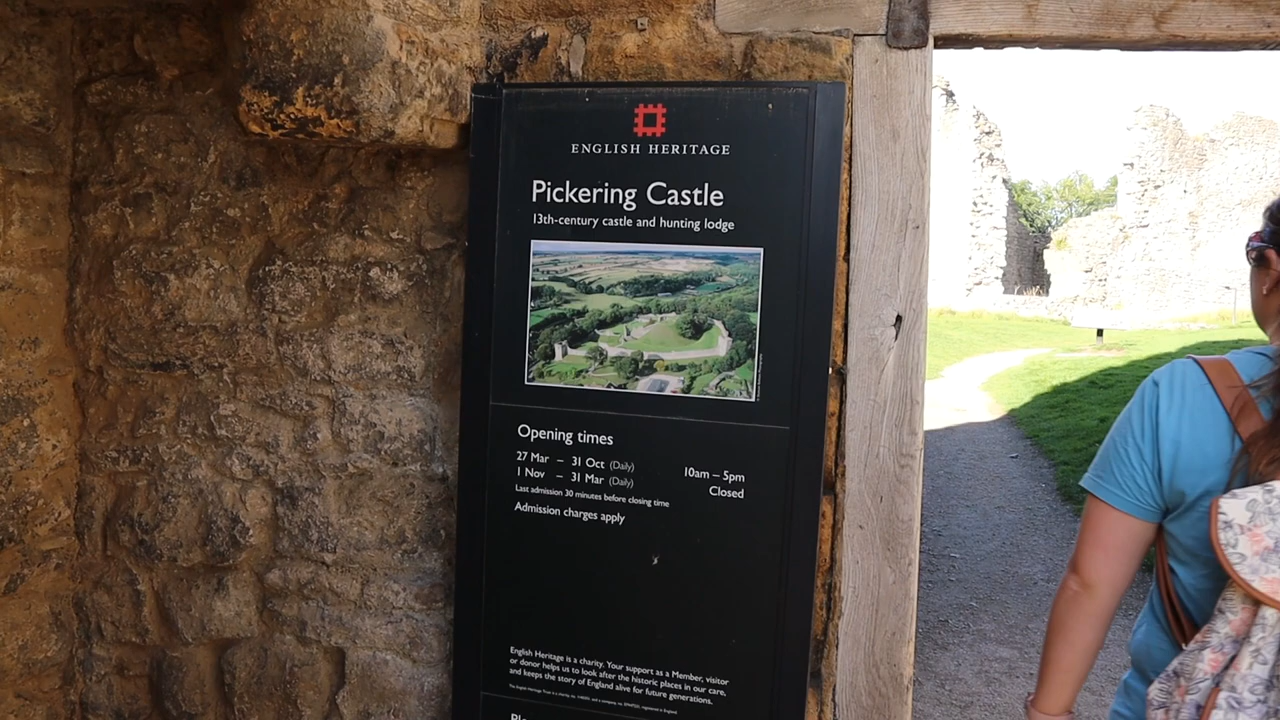 ENGLISH HERITAGE
Pickering Castle
13th-century castle and hunting lodge
Opening times
27 Mar – 31 Oct (Daily) 10am – 5pm
1 Nov – 31 Mar (Daily) Closed
Last admission 30 minutes before closing time
Admission charges apply
English Heritage is a charity. Your support as a Member, visitor
or donor helps us to look after the historic places in our care,
and keeps the story of England alive for future generations.